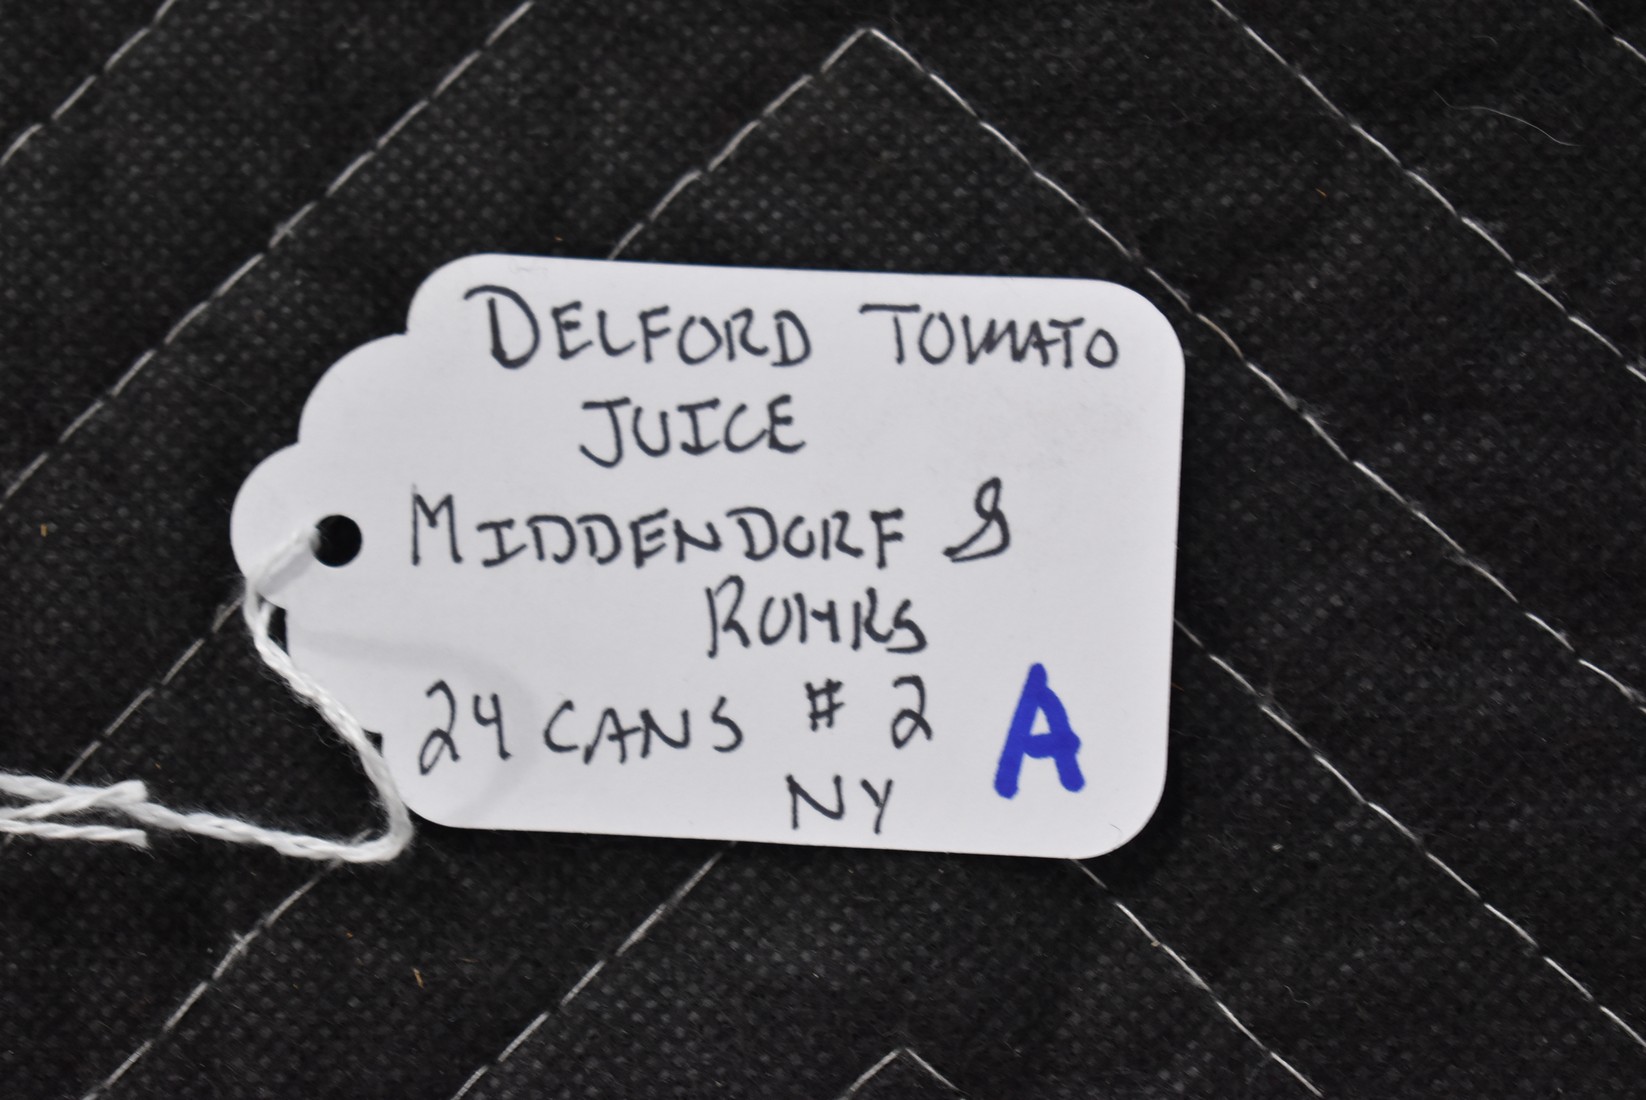 DELFORD TOMATO
JUICE
MIDDENDORF &
ROHRS
24 CANS # 2 A
NY